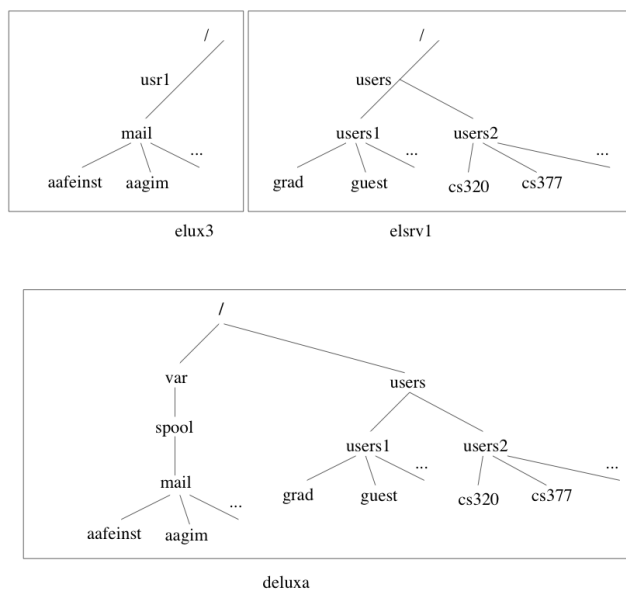 / /
usr1 users
mail users1 users2
... ... ...
aafeinst aagim grad guest cs320 cs377
elux3 elsrv1
/
var users
spool
users1 users2
mail ... ...
grad guest cs320 cs377
...
aafeinst aagim
deluxa